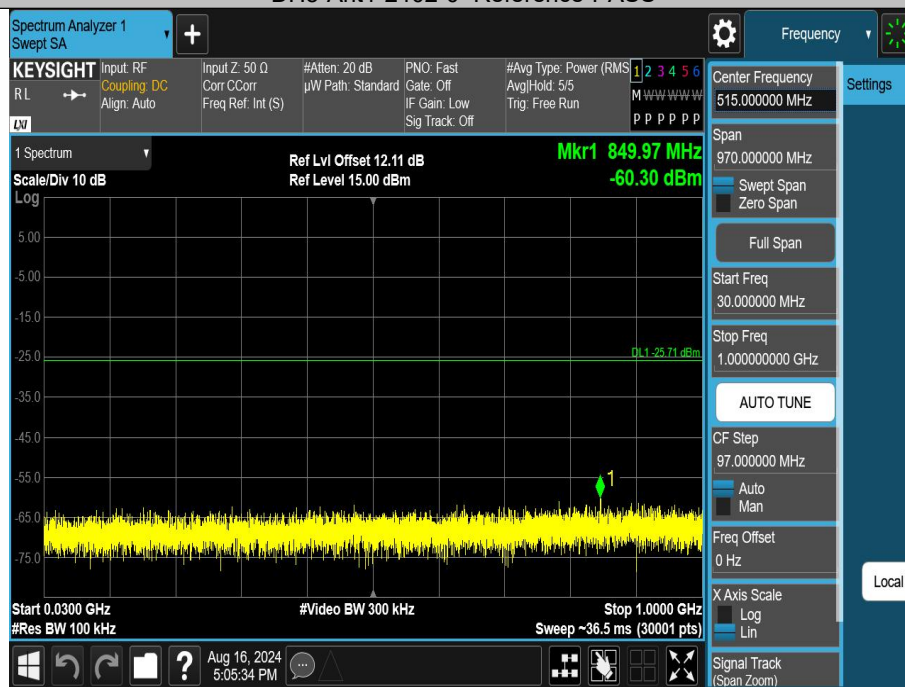 Spectrum Analyzer 1
Swept SA
Frequency
KEYSIGHT
RL
LXI
Input: RF
Coupling: DC
Align: Auto
Input Z: 50 Ω
Corr CCorr
Freq Ref: Int (S)
#Atten: 20 dB
µW Path: Standard
PNO: Fast
Gate: Off
IF Gain: Low
Sig Track: Off
#Avg Type: Power (RMS
Avg|Hold: 5/5
Trig: Free Run
1 2 3 4 5 6
M W W W W W
P P P P P P
1 Spectrum
Scale/Div 10 dB
Log
Ref Lvl Offset 12.11 dB
Ref Level 15.00 dBm
Mkr1 849.97 MHz
-60.30 dBm
5.00
-5.00
-15.0
-25.0
DL1 -25.71 dBm
-35.0
-45.0
-55.0
1
-65.0
-75.0
Start 0.0300 GHz
#Video BW 300 kHz
Stop 1.0000 GHz
#Res BW 100 kHz
Sweep ~36.5 ms (30001 pts)
Aug 16, 2024
5:05:34 PM
Center Frequency
515.000000 MHz
Settings
Span
970.000000 MHz
Swept Span
Zero Span
Full Span
Start Freq
30.000000 MHz
Stop Freq
1.000000000 GHz
AUTO TUNE
CF Step
97.000000 MHz
Auto
Man
Freq Offset
0 Hz
Local
X Axis Scale
Log
Lin
Signal Track
(Span Zoom)